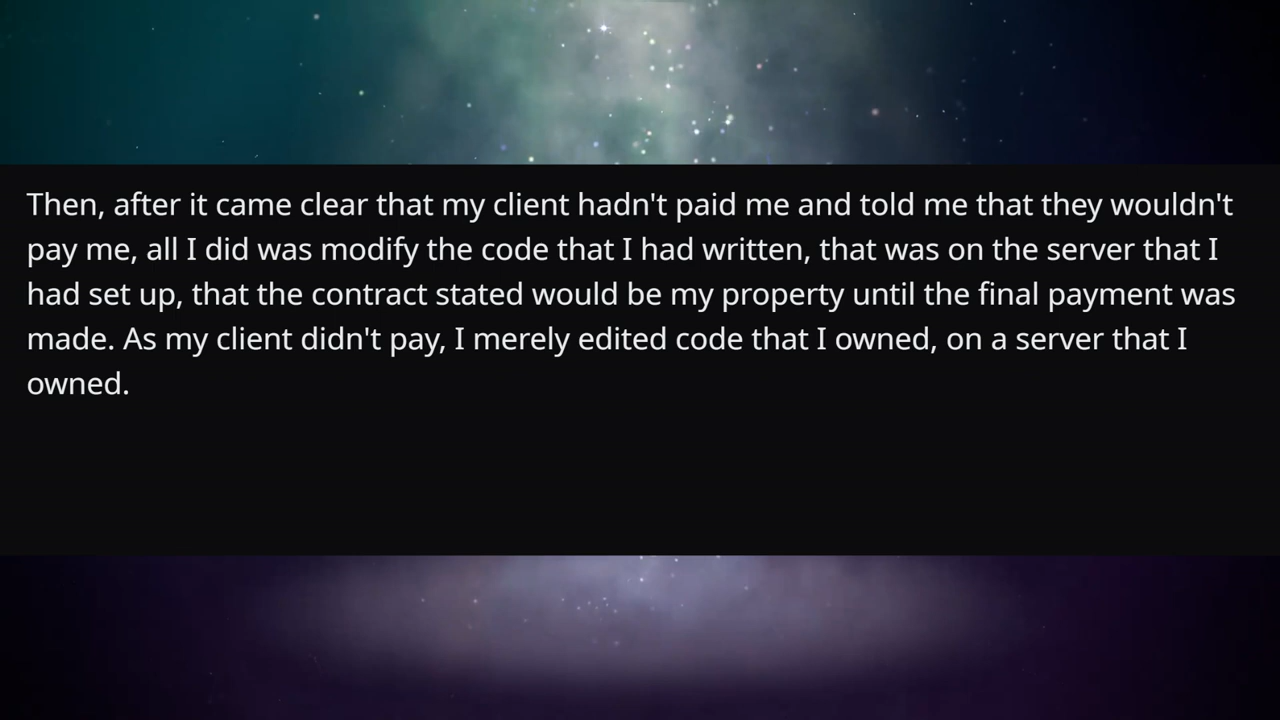 Then, after it came clear that my client hadn't paid me and told me that they wouldn't
pay me, all I did was modify the code that I had written, that was on the server that I
had set up, that the contract stated would be my property until the final payment was
made. As my client didn't pay, I merely edited code that I owned, on a server that I
owned.